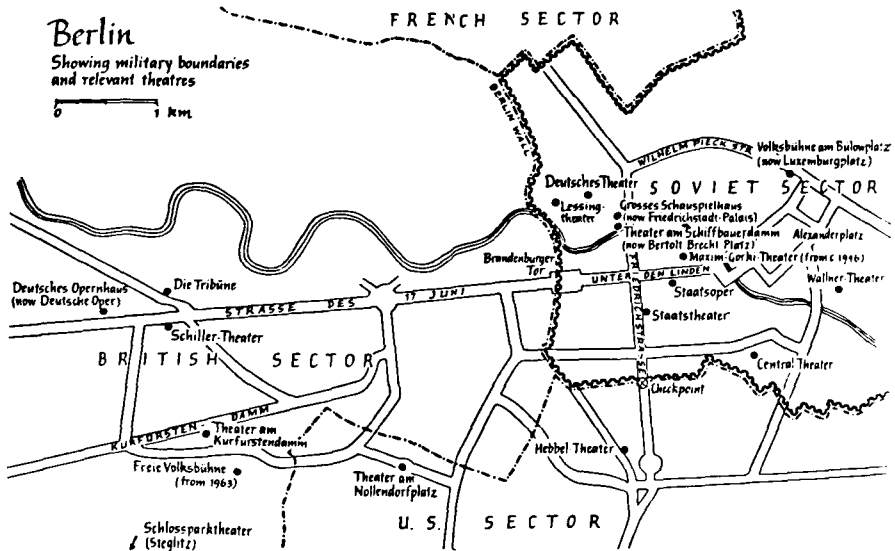 FRENCH SECTOR
Berlin
Showing military boundaries
and relevant theatres
0 1 km
BERLIN WALL
WILHELM PIECK STR
Volksbühne am Bulowplatz
(now Luxemburgplatz)
Deutsches Theater
SOVIET SECTOR
Lessing-
theater
Grosses Schauspielhaus
(now Friedrichstadt-Palais)
Theater am Schiffbauerdamm
(now Bertolt Brecht Platz)
Alexanderplatz
Maxim-Gorki-Theater (from c 1946)
Brandenburger
Tor
UNTER DEN LINDEN
Wallner-Theater
Deutsches Opernhaus
(now Deutsche Oper)
Die Tribüne
STRASSE DES 17 JUNI
Staatsoper
FRIEDRICHSTRASSE
Staatstheater
Schiller-Theater
BRITISH SECTOR
Central Theater
Checkpoint
KURFURSTENDAMM
Theater am
Kurfurstendamm
Hebbel Theater
Freie Volksbühne
(from 1963)
Theater am
Nollendorfplatz
U.S. SECTOR
Schlossparktheater
(Steglitz)